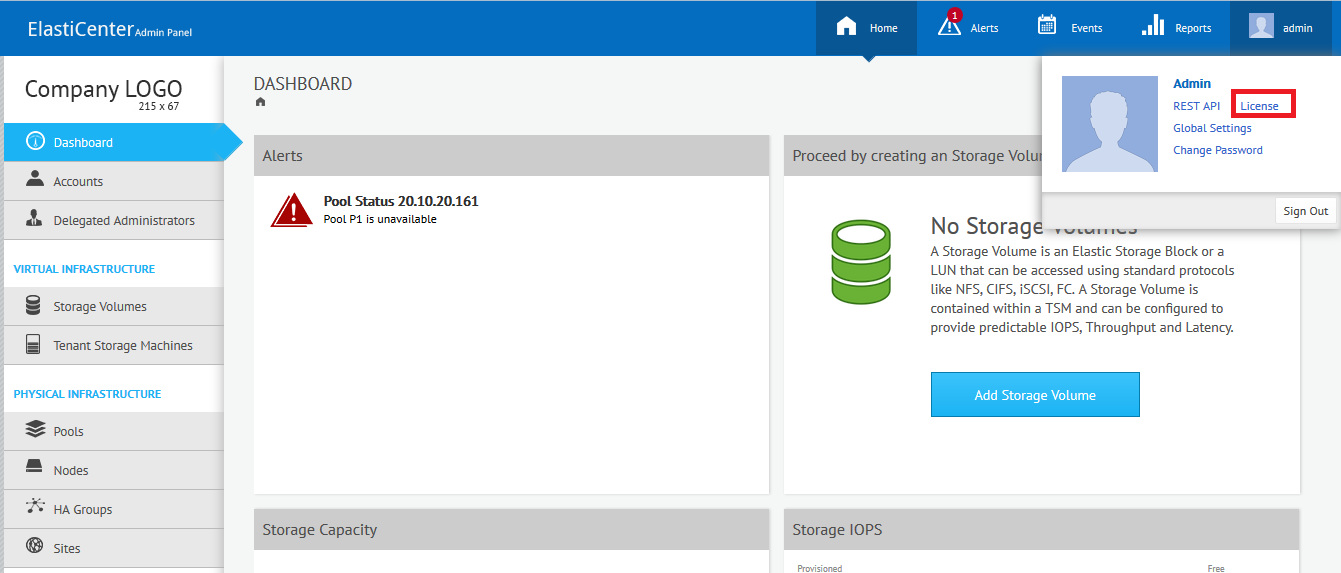 ElastiCenter Admin Panel
Home
1
Alerts
Events
Reports
admin
Company LOGO
215 x 67
Dashboard
Accounts
Delegated Administrators
VIRTUAL INFRASTRUCTURE
Storage Volumes
Tenant Storage Machines
PHYSICAL INFRASTRUCTURE
Pools
Nodes
HA Groups
Sites
DASHBOARD
Alerts
Pool Status 20.10.20.161
Pool P1 is unavailable
Proceed by creating an Storage Volu
Admin
REST API License
Global Settings
Change Password
Sign Out
No Storage Volumes
A Storage Volume is an Elastic Storage Block or a
LUN that can be accessed using standard protocols
like NFS, CIFS, iSCSI, FC. A Storage Volume is
contained within a TSM and can be configured to
provide predictable IOPS, Throughput and Latency.
Add Storage Volume
Storage Capacity
Storage IOPS
Provisioned
Free